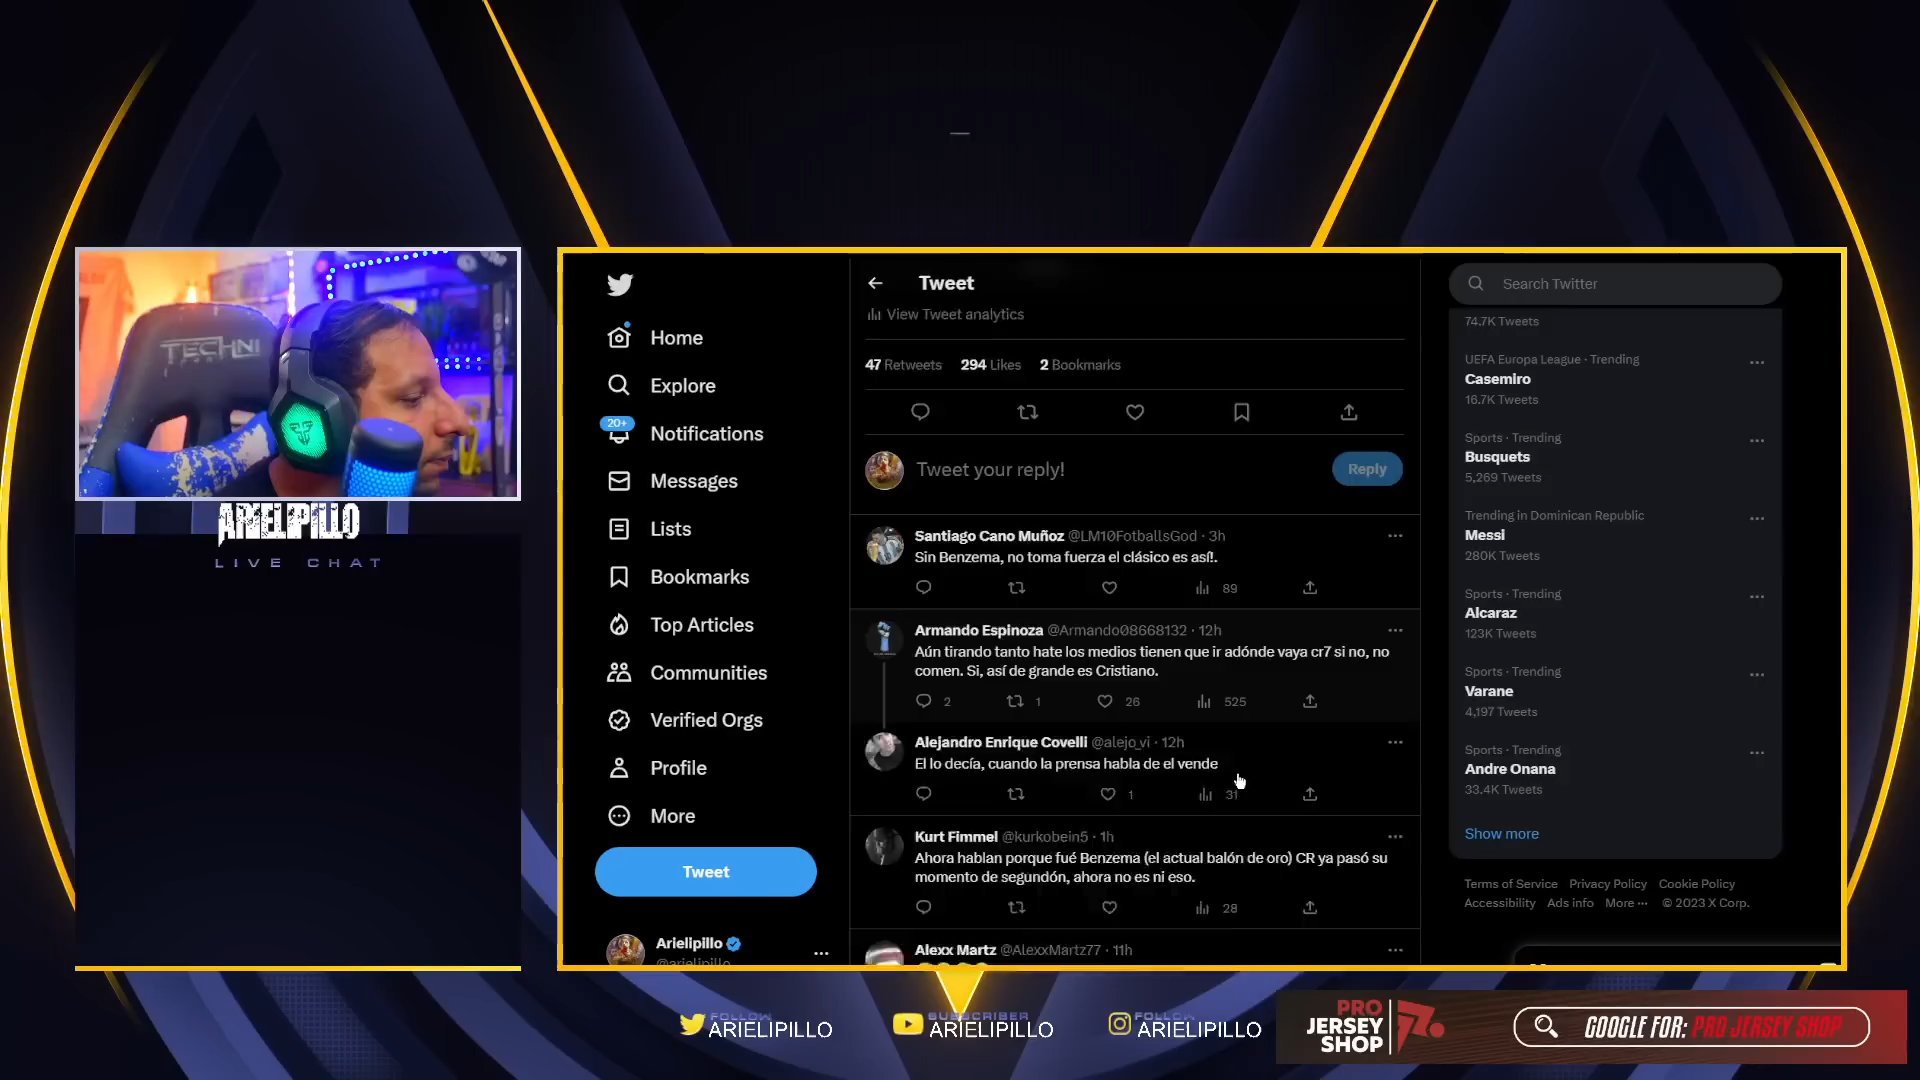 TECHNI
ARIELIPILLO
LIVE CHAT
Home
Explore
20+
Notifications
Messages
Lists
Bookmarks
Top Articles
Communities
Verified Orgs
Profile
More
Tweet
Arielipillo
@arielipillo
Tweet
View Tweet analytics
47 Retweets 294 Likes 2 Bookmarks
Tweet your reply!
Reply
Santiago Cano Muñoz @LM10FotballsGod · 3h
Sin Benzema, no toma fuerza el clásico es así!.
89
Armando Espinoza @Armando08668132 · 12h
Aún tirando tanto hate los medios tienen que ir adónde vaya cr7 si no, no
comen. Si, así de grande es Cristiano.
2 1 26 525
Alejandro Enrique Covelli @alejo_vi · 12h
El lo decía, cuando la prensa habla de el vende
1 31
Kurt Fimmel @kurkobein5 · 1h
Ahora hablan porque fué Benzema (el actual balón de oro) CR ya pasó su
momento de segundón, ahora no es ni eso.
28
Alexx Martz @AlexxMartz77 · 11h
Search Twitter
74.7K Tweets
UEFA Europa League · Trending
Casemiro
16.7K Tweets
Sports · Trending
Busquets
5,269 Tweets
Trending in Dominican Republic
Messi
280K Tweets
Sports · Trending
Alcaraz
123K Tweets
Sports · Trending
Varane
4,197 Tweets
Sports · Trending
Andre Onana
33.4K Tweets
Show more
Terms of Service Privacy Policy Cookie Policy
Accessibility Ads info More ··· © 2023 X Corp.
FOLLOW
ARIELIPILLO
SUBSCRIBER
ARIELIPILLO
FOLLOW
ARIELIPILLO
PRO
JERSEY
SHOP
GOOGLE FOR: PRO JERSEY SHOP